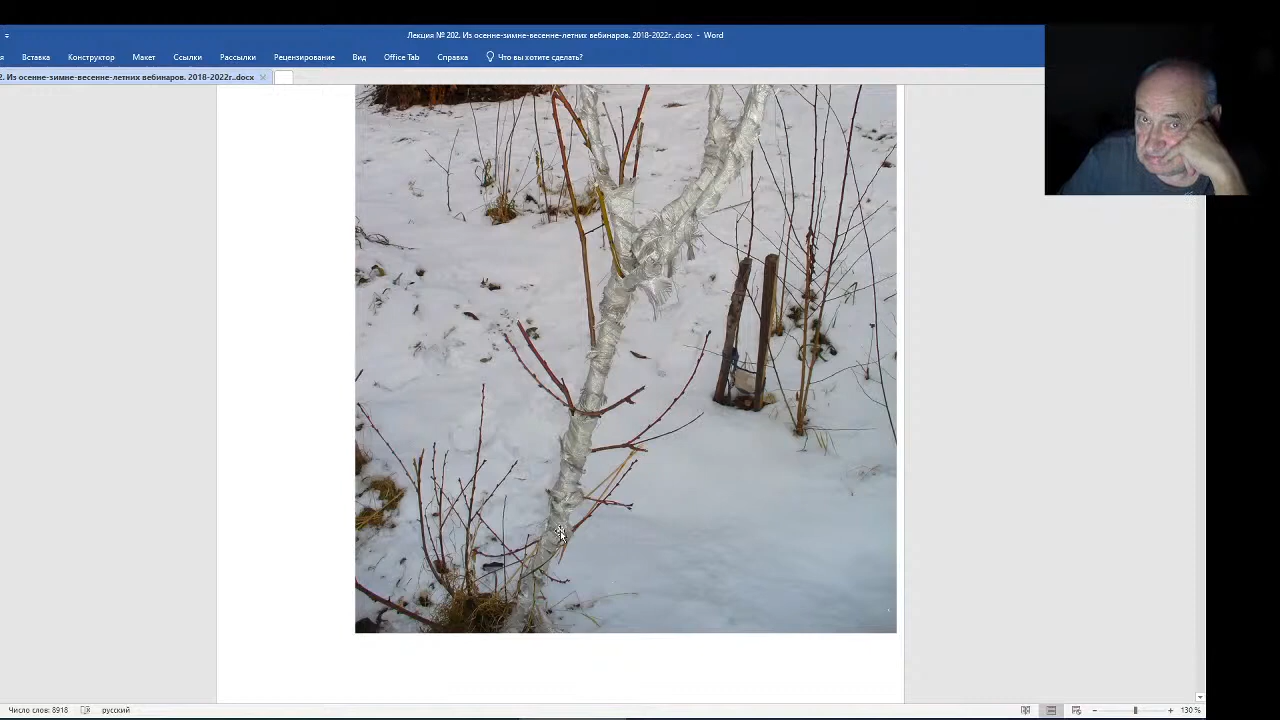 Лекция № 202. Из осенне-зимне-весенне-летних вебинаров. 2018-2022г..docx - Word
я Вставка Конструктор Макет Ссылки Рассылки Рецензирование Вид Office Tab Справка Что вы хотите сделать?
2. Из осенне-зимне-весенне-летних вебинаров. 2018-2022г..docx
Число слов: 8918 русский 130 %